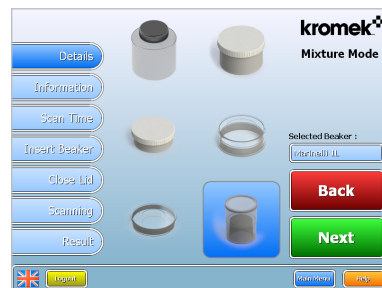 kromek
Mixture Mode
Details
Information
Scan Time
Insert Beaker
Close Lid
Scanning
Result
Selected Beaker :
Marinelli 1L
Back
Next
Logout
Main Menu
Help